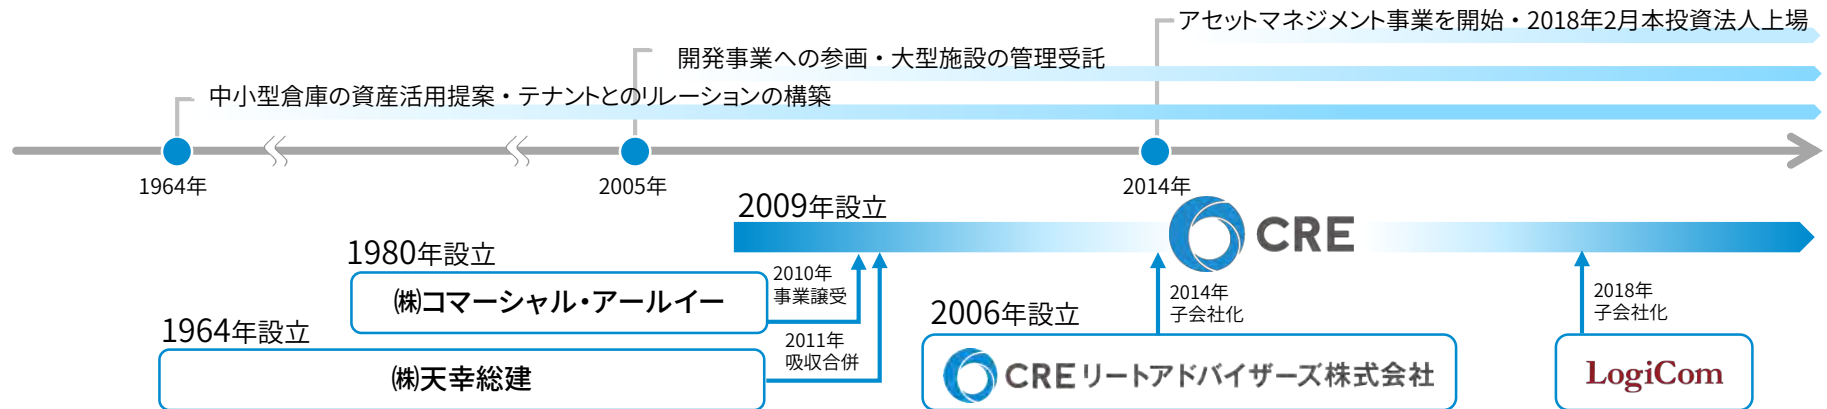 アセットマネジメント事業を開始・2018年2月本投資法人上場
開発事業への参画・大型施設の管理受託
中小型倉庫の資産活用提案・テナントとのリレーションの構築
1964年
2005年
2014年
2009年設立
CRE
1980年設立
㈱コマーシャル・アールイー
2010年
事業譲受
1964年設立
㈱天幸総建
2011年
吸収合併
2006年設立
2014年
子会社化
CREリートアドバイザーズ株式会社
2018年
子会社化
LogiCom